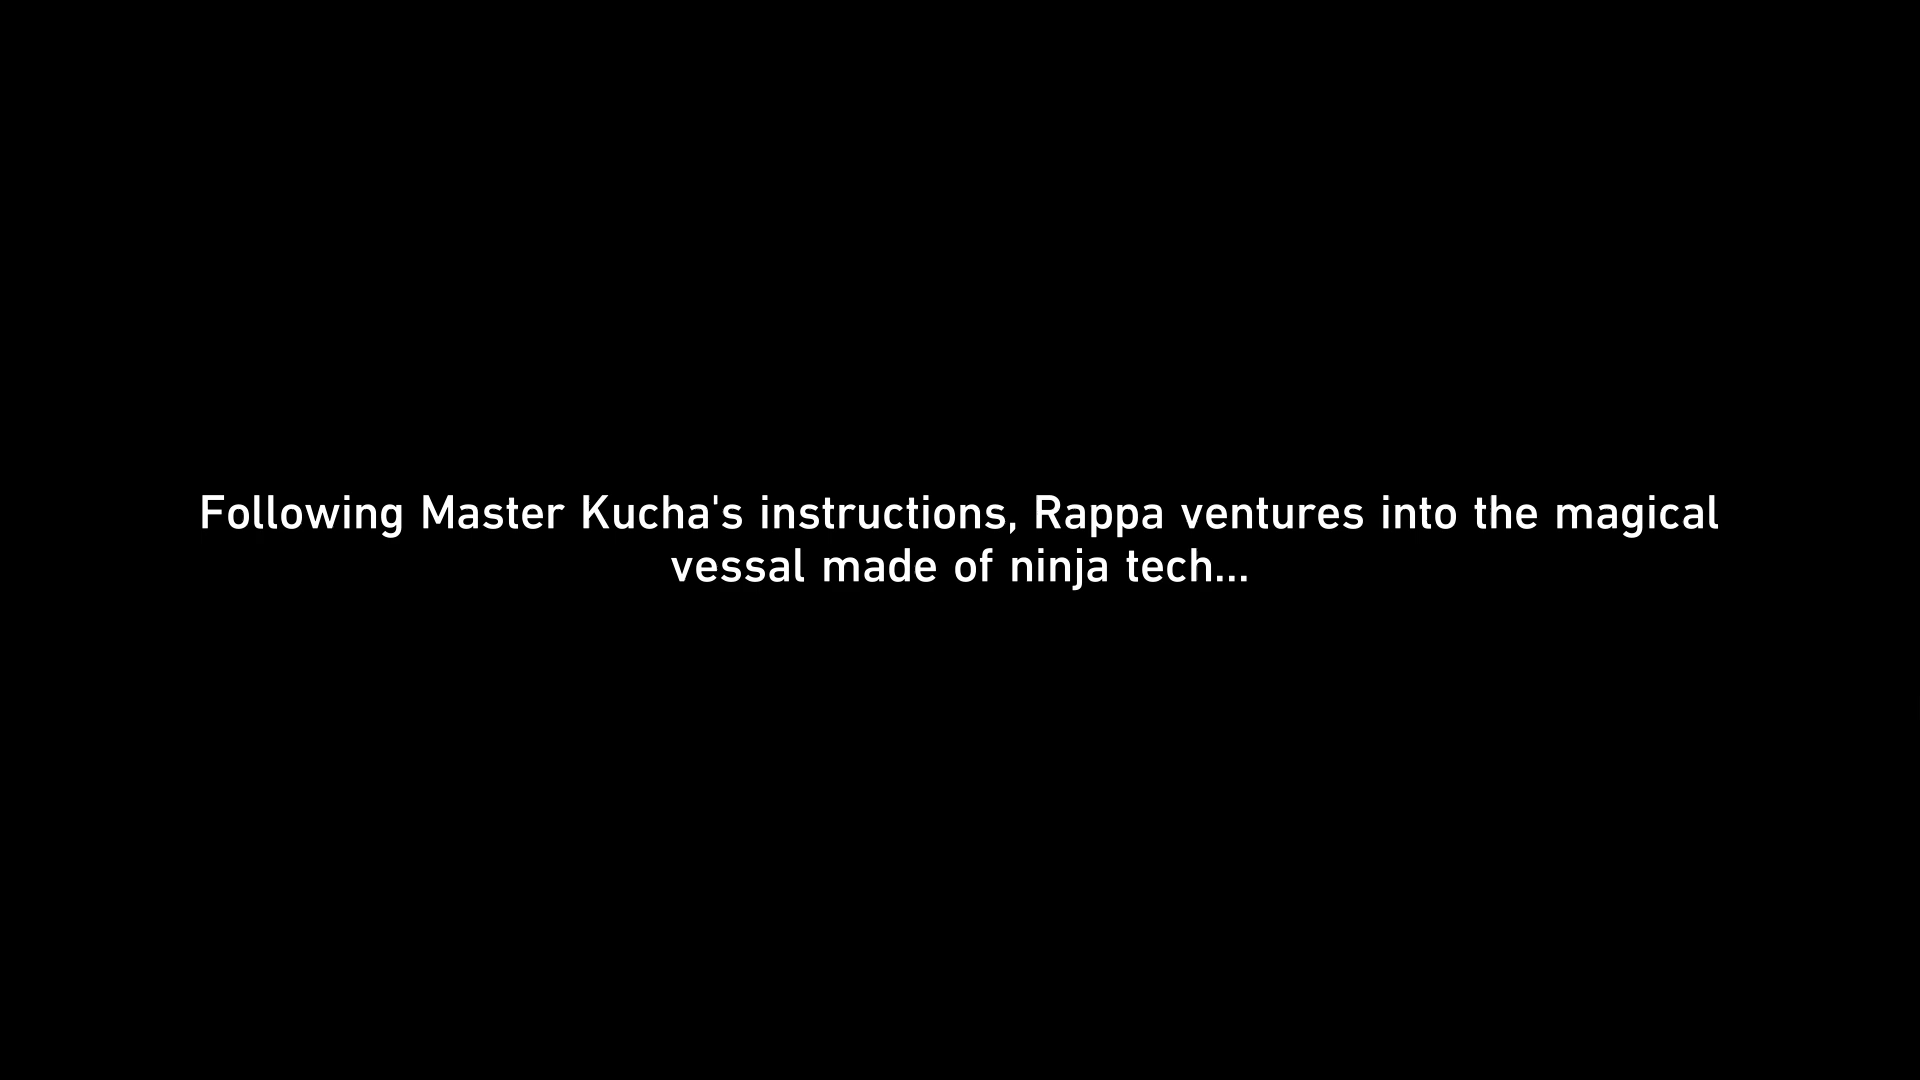 Following Master Kucha's instructions, Rappa ventures into the magical
vessal made of ninja tech...